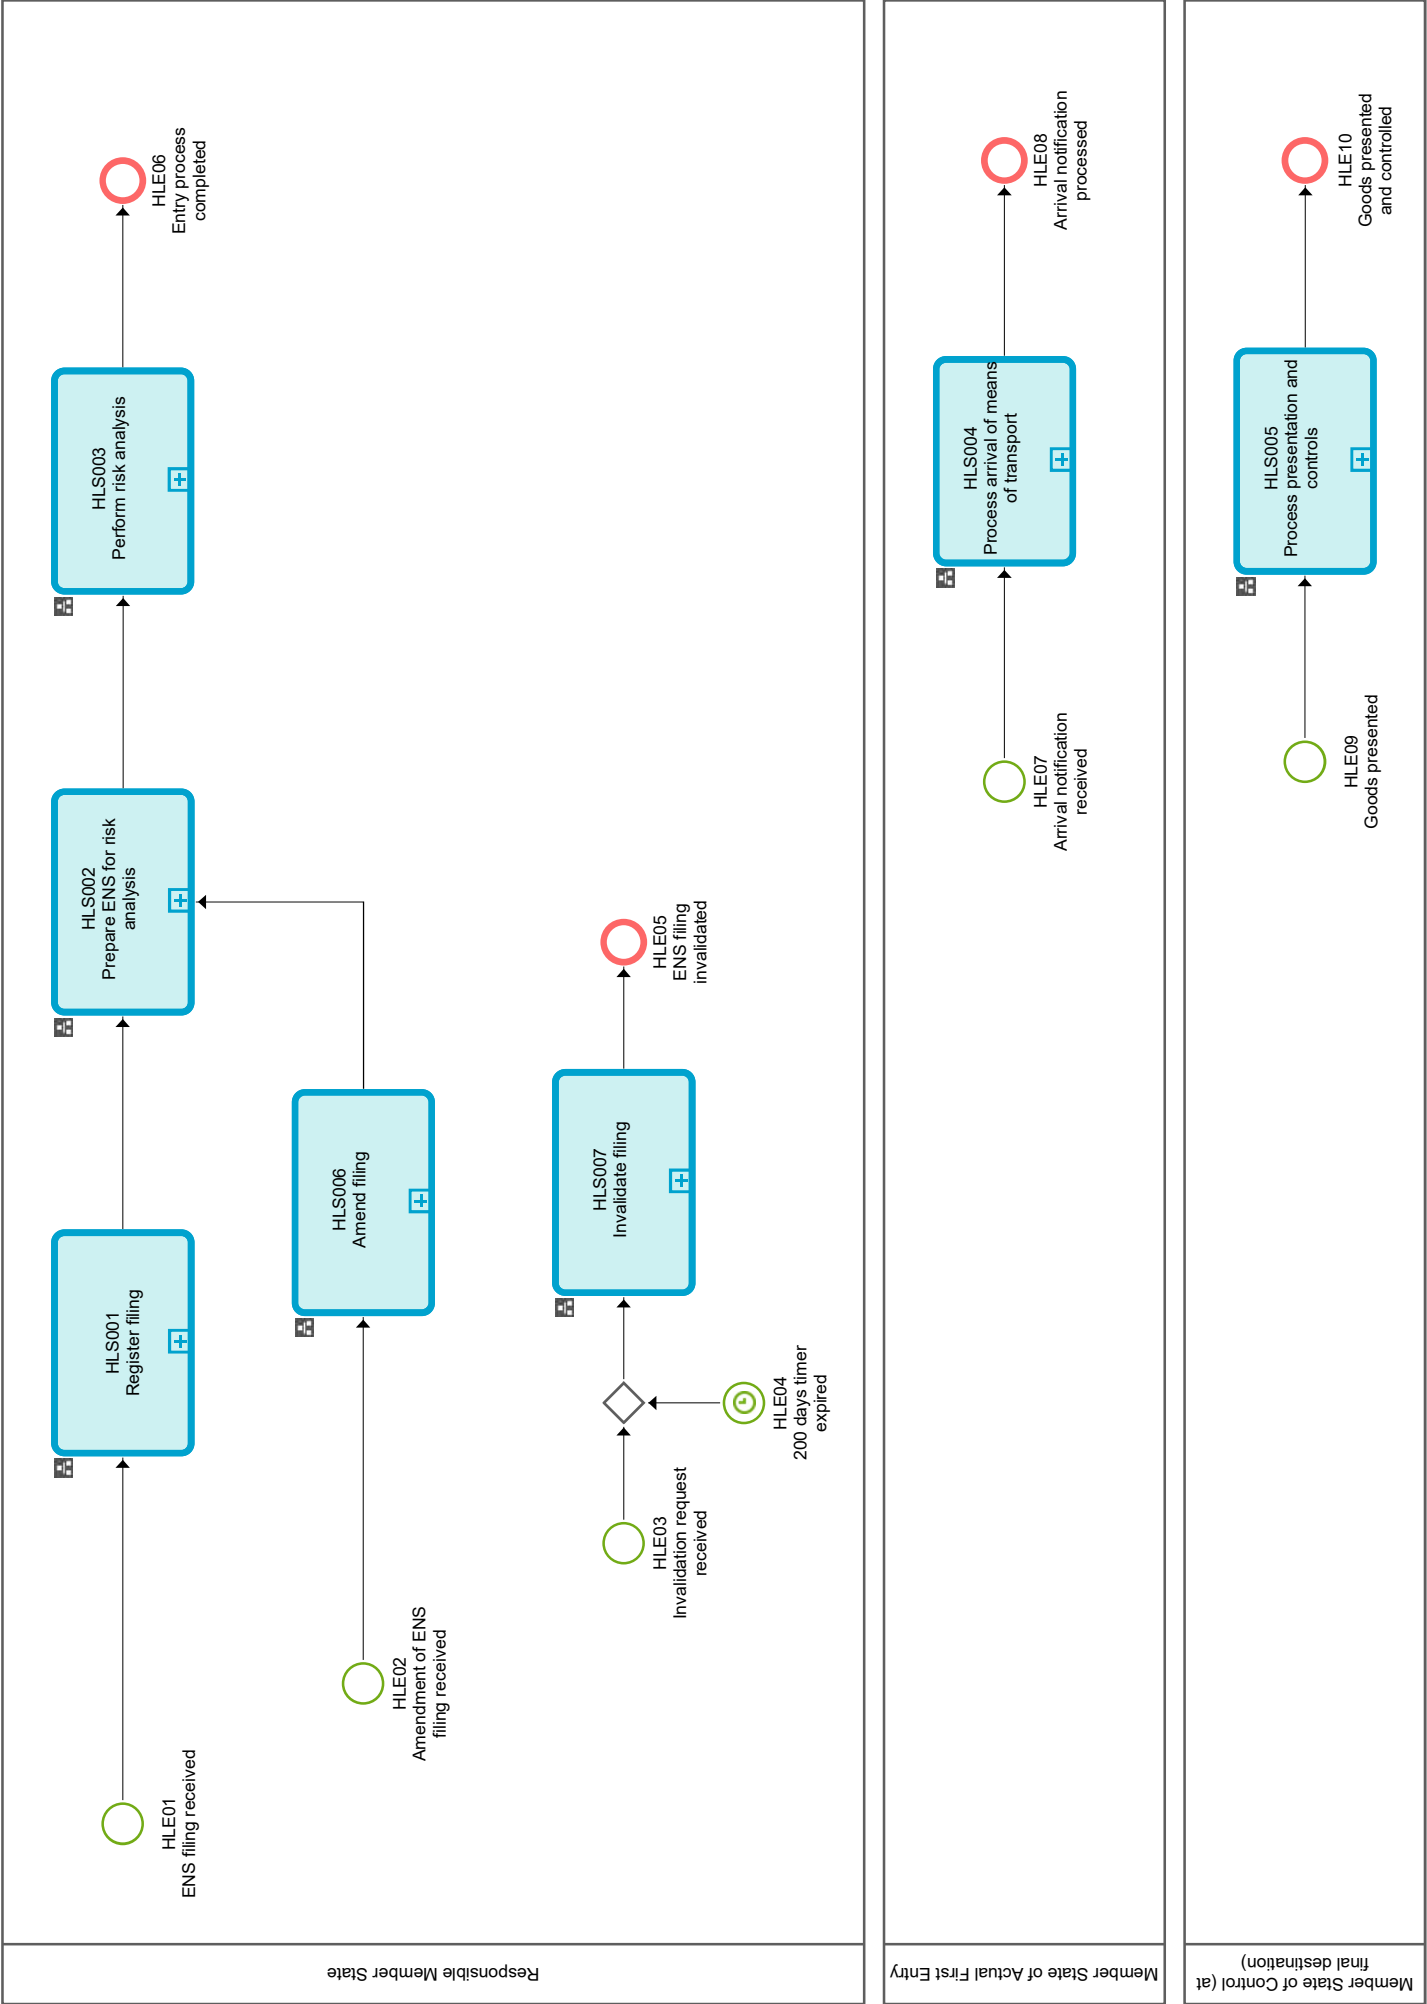 Responsible Member State
HLE01
ENS filing received
HLS001
Register filing
HLS002
Prepare ENS for risk
analysis
HLS003
Perform risk analysis
HLE06
Entry process
completed
HLE02
Amendment of ENS
filing received
HLS006
Amend filing
HLE03
Invalidation request
received
HLE04
200 days timer
expired
HLS007
Invalidate filing
HLE05
ENS filing
invalidated
Member State of Actual First Entry
HLE07
Arrival notification
received
HLS004
Process arrival of means
of transport
HLE08
Arrival notification
processed
Member State of Control (at
final destination)
HLE09
Goods presented
HLS005
Process presentation and
controls
HLE10
Goods presented
and controlled